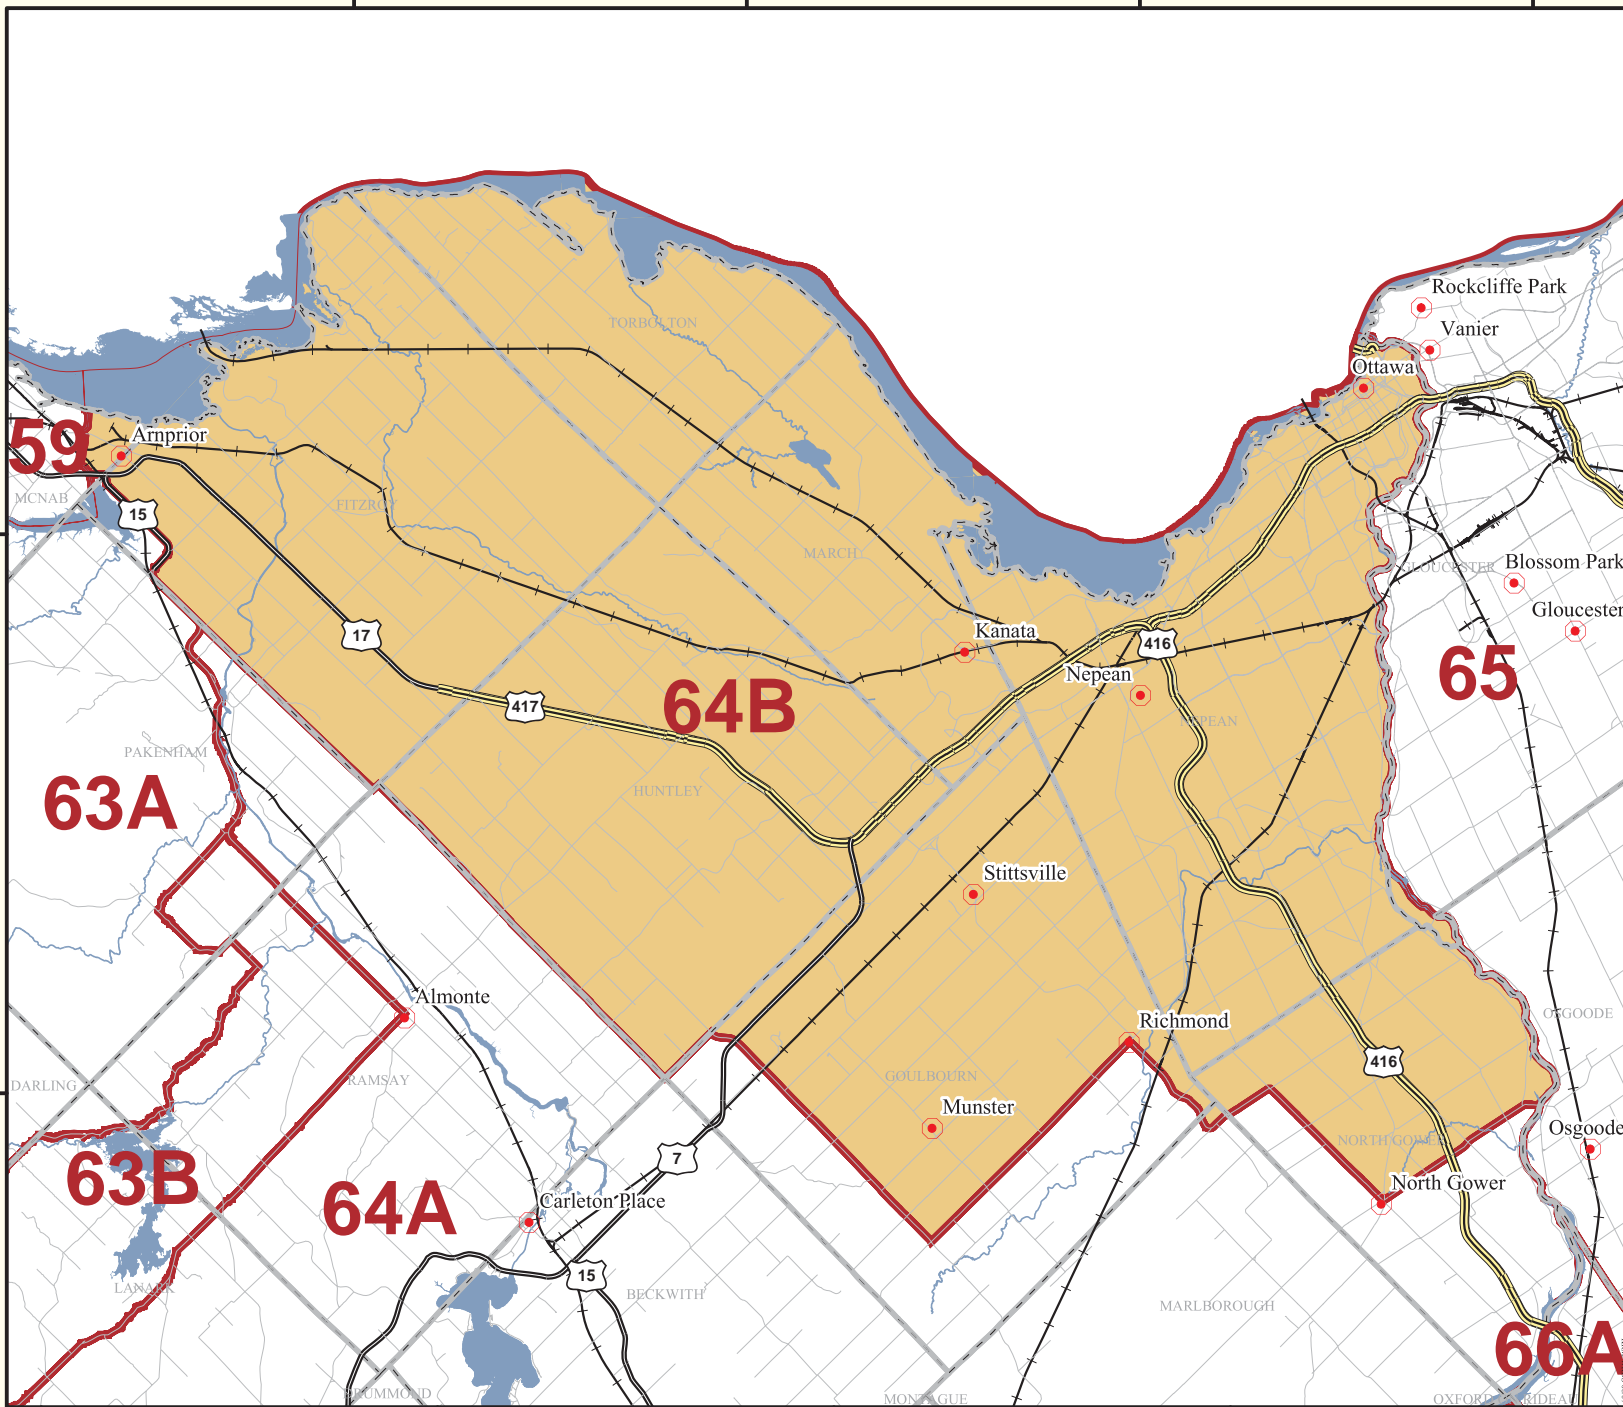 Rockcliffe Park
Vanier
TORBOLTON
Ottawa
Arnprior
59
MCNAB
15
FITZROY
MARCH
GLOUCESTER
Blossom Park
Gloucester
17
Kanata
416
65
Nepean
417
64B
NEPEAN
PAKENHAM
63A
HUNTLEY
Stittsville
Almonte
Richmond
OSGOODE
416
DARLING
RAMSAY
GOULBOURN
Munster
Osgoode
NORTH GOWER
7
North Gower
63B
64A
Carleton Place
15
LANARK
BECKWITH
MARLBOROUGH
66A
DRUMMOND
MONTAGUE
OXFORD
RIDEAU